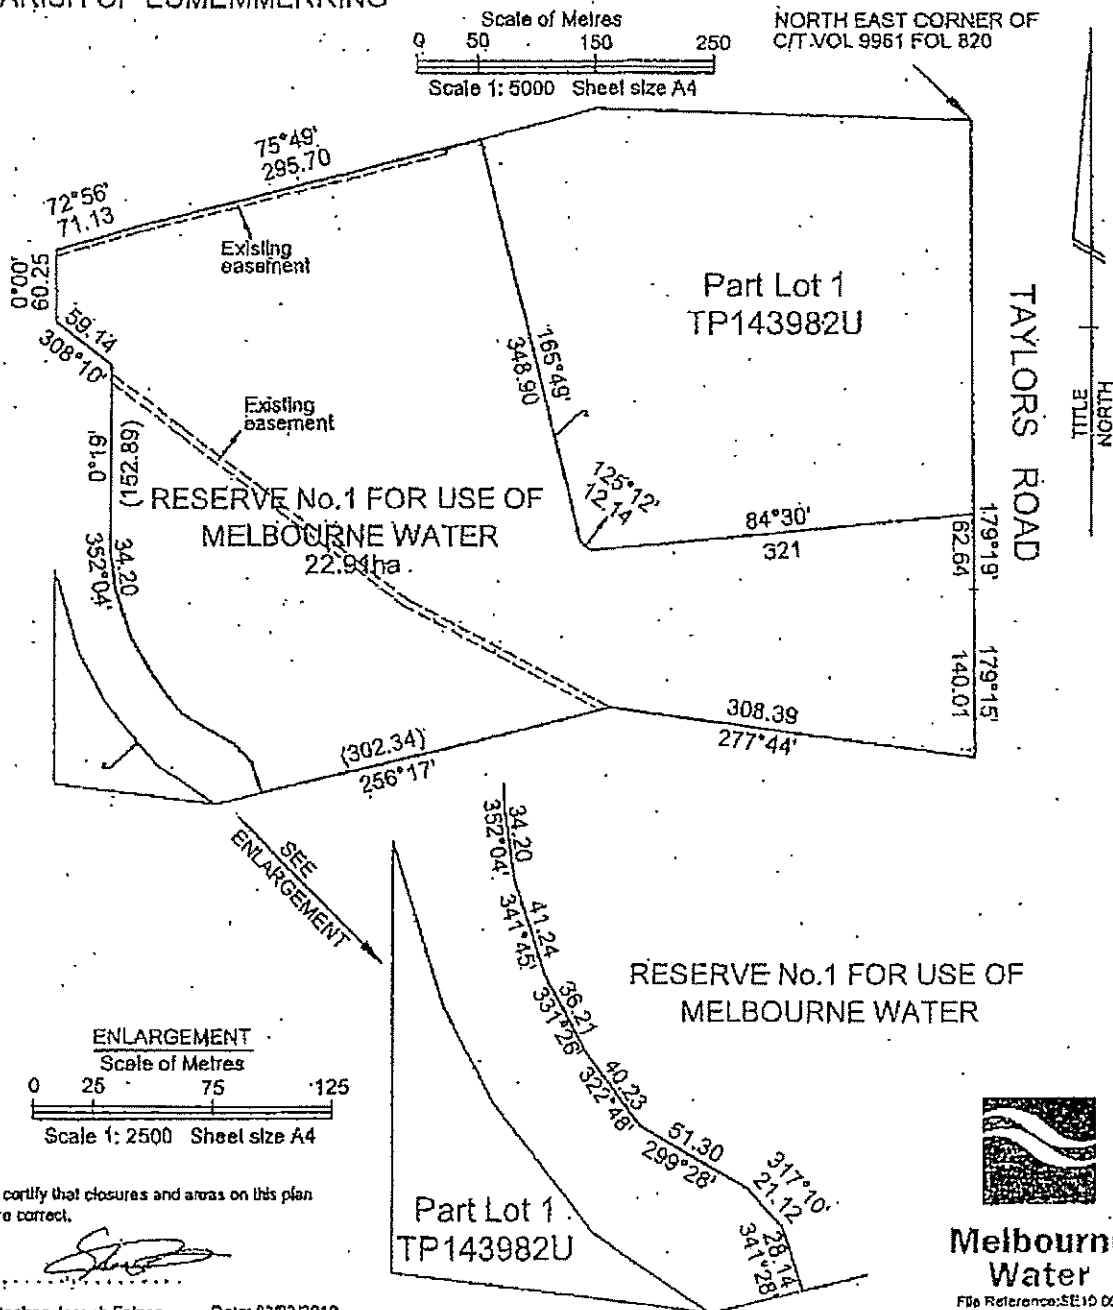 Scale of Metres
0 50 150 250
Scale 1: 5000 Sheet size A4
NORTH EAST CORNER OF
C/T.VOL 9961 FOL 820
NORTH
TITLE
75°49'
295.70
72°56'
71.13
Existing
easement
0°00'
60.25
59.14
308°10'
Part Lot 1
TP143982U
TAYLORS ROAD
165°49'
348.90
Existing
easement
(152.89)
0°19'
125°12'
12.14
84°30'
321
179°19'
62.64
RESERVE No.1 FOR USE OF
MELBOURNE WATER
22.91ha
34.20
352°04'
179°15'
140.01
308.39
277°44'
(302.34)
256°17'
SEE
ENLARGEMENT
34.20
352°04'
41.24
341°45'
36.21
331°26'
40.23
322°48'
51.30
299°28'
317°10'
21.12
28.14
341°28'
RESERVE No.1 FOR USE OF
MELBOURNE WATER
ENLARGEMENT
Scale of Metres
0 25 75 125
Scale 1: 2500 Sheet size A4
certify that closures and areas on this plan
correct.
Part Lot 1
TP143982U
Melbourn
Water
File Reference: